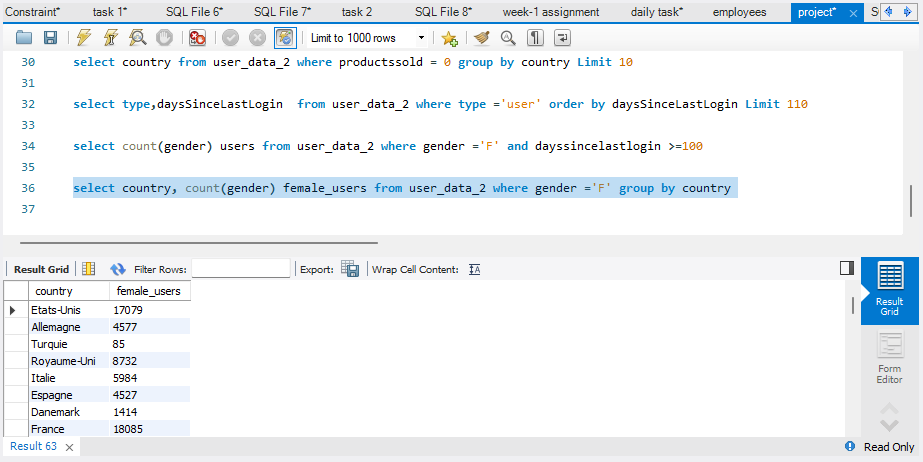 Constraint* task 1* SQL File 6* SQL File 7* task 2 SQL File 8* week-1 assignment daily task* employees project* S
Limit to 1000 rows
30 select country from user_data_2 where productssold = 0 group by country Limit 10
31
32 select type,daysSinceLastLogin from user_data_2 where type ='user' order by daysSinceLastLogin Limit 110
33
34 select count(gender) users from user_data_2 where gender ='F' and dayssincelastlogin >=100
35
36 select country, count(gender) female_users from user_data_2 where gender ='F' group by country
37
Result Grid Filter Rows: Export: Wrap Cell Content: IA
country female_users
Etats-Unis 17079
Allemagne 4577
Turquie 85
Royaume-Uni 8732
Italie 5984
Espagne 4527
Danemark 1414
France 18085
Result
Grid
Form
Editor
Result 63 Read Only